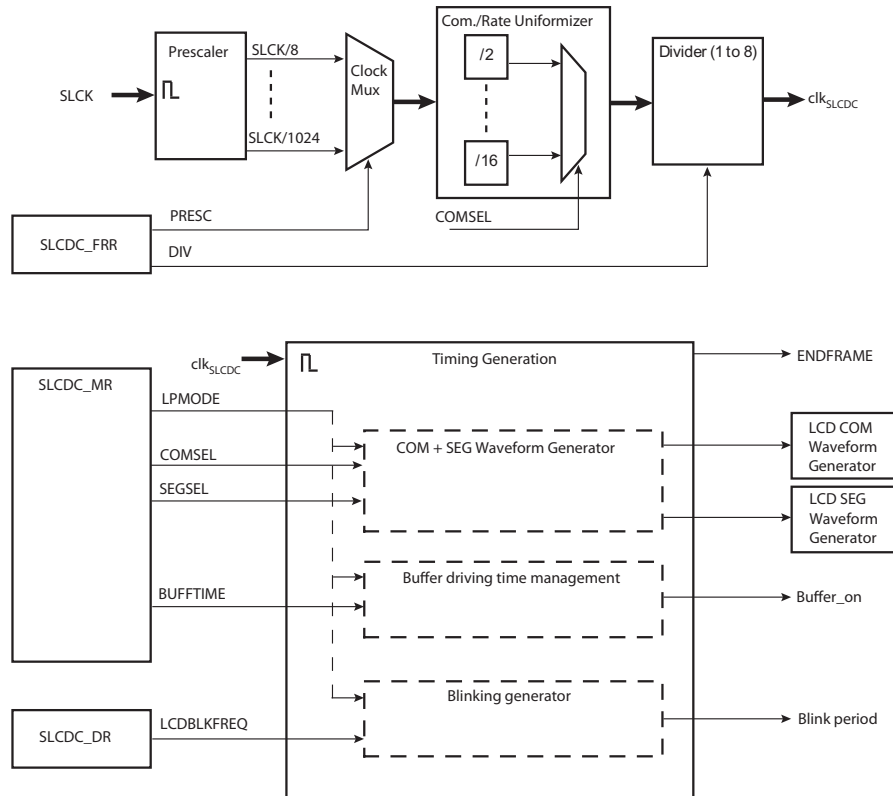 Com./Rate Uniformizer
Prescaler
SLCK/8
Clock
Mux
/2
Divider (1 to 8)
SLCK
clkSLCDC
SLCK/1024
/16
PRESC
COMSEL
SLCDC_FRR
DIV
clkSLCDC
Timing Generation
ENDFRAME
SLCDC_MR
LPMODE
COM + SEG Waveform Generator
LCD COM
Waveform
Generator
COMSEL
SEGSEL
LCD SEG
Waveform
Generator
Buffer driving time management
BUFFTIME
Buffer_on
Blinking generator
LCDBLKFREQ
SLCDC_DR
Blink period